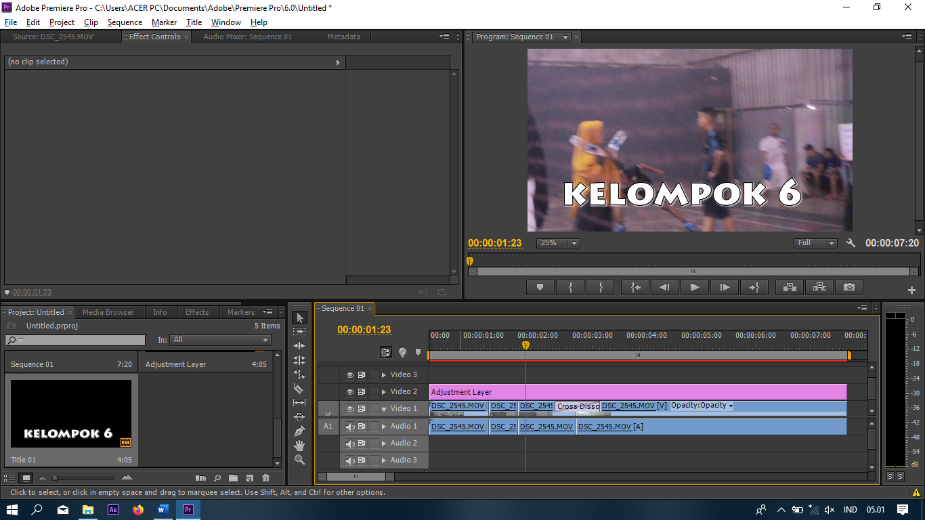 Adobe Premiere Pro - C:\Users\ACER PC\Documents\Adobe\Premiere Pro\6.0\Untitled *
File Edit Project Clip Sequence Marker Title Window Help
Source: DSC_2545.MOV Effect Controls Audio Mixer: Sequence 01 Metadata
(no clip selected)
00:00:01:23
Program: Sequence 01
KELOMPOK 6
00:00:01:23 25% Full 00:00:07:20
Project: Untitled Media Browser Info Effects Markers
Untitled.prproj 5 Items
In: All
Sequence 01 7:20 Adjustment Layer 4:05
KELOMPOK 6
Title 01 4:05
Sequence 01
00:00:01:23
00:00 00:00:01:00 00:00:02:00 00:00:03:00 00:00:04:00 00:00:05:00 00:00:06:00 00:00:07:00 00:00:
Video 3
Video 2 Adjustment Layer
Video 1 DSC_2545.MOV DSC_25 DSC_254 Cross Disso DSC_2545.MOV [V] Opacity:Opacity
A1 Audio 1 DSC_2545.MOV DSC_25 DSC_2545.MOV DSC_2545.MOV [A]
Audio 2
Audio 3
0
-6
-12
-18
-24
-30
-36
-42
-48
-54
dB
S S
Click to select, or click in empty space and drag to marquee select. Use Shift, Alt, and Ctrl for other options.
IND 05.01